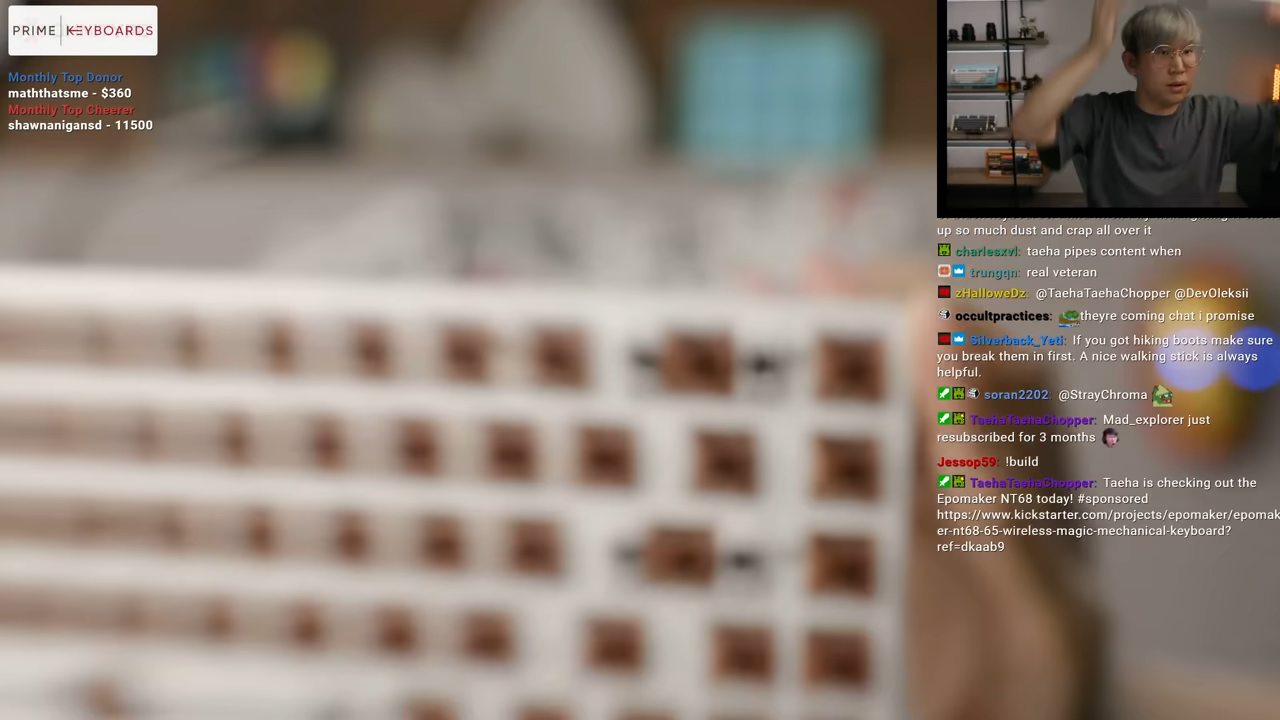 PRIME KEYBOARDS
Monthly Top Donor
maththatsme - $360
Monthly Top Cheerer
shawnanigansd - 11500
up so much dust and crap all over it
charlesxvi: taeha pipes content when
trungqn: real veteran
zHalloweDz: @TaehaTaehaChopper @DevOleksii
occultpractices: theyre coming chat i promise
Silverback_Yeti: If you got hiking boots make sure
you break them in first. A nice walking stick is always
helpful.
soran2202: @StrayChroma
TaehaTaehaChopper: Mad_explorer just
resubscribed for 3 months
Jessop59: !build
TaehaTaehaChopper: Taeha is checking out the
Epomaker NT68 today! #sponsored
https://www.kickstarter.com/projects/epomaker/epomak
er-nt68-65-wireless-magic-mechanical-keyboard?
ref=dkaab9